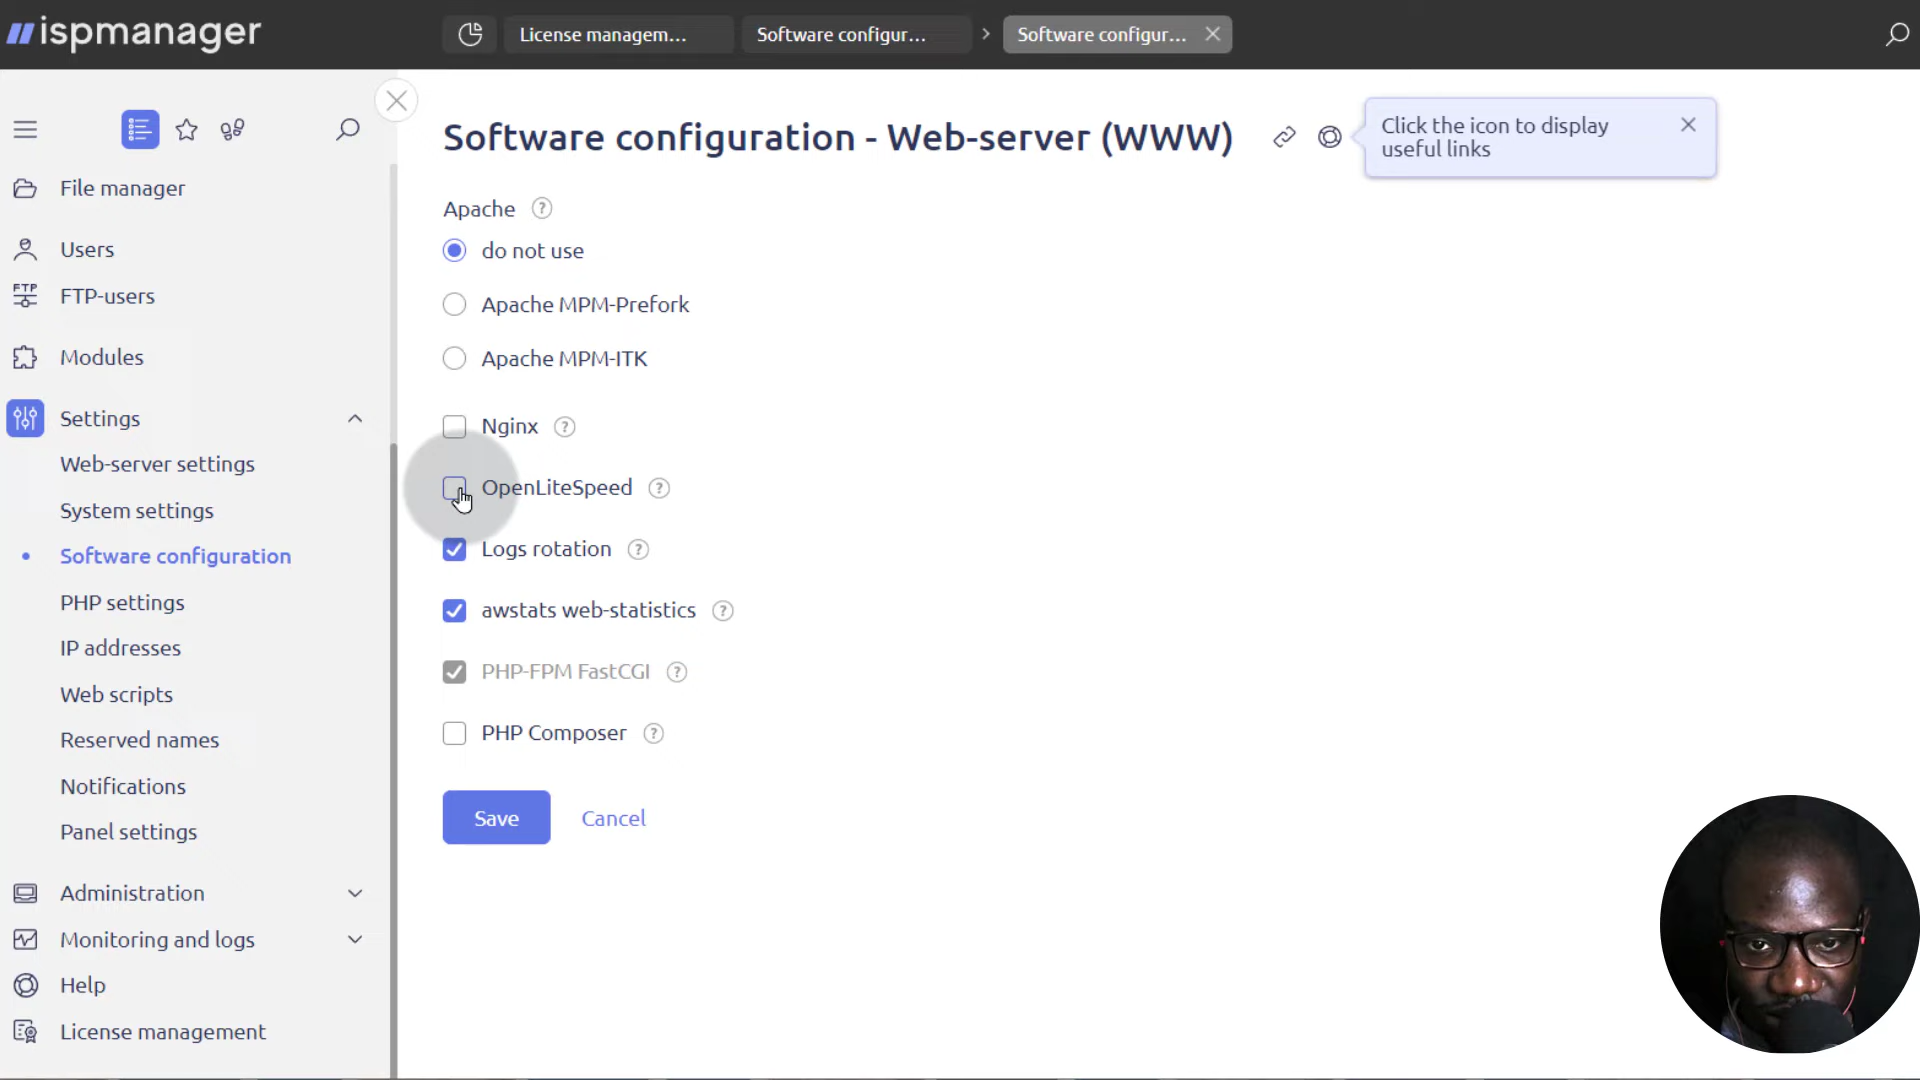 ispmanager
License managem...
Software configur...
Software configur...
File manager
Users
FTP
FTP-users
Modules
Settings
Web-server settings
System settings
Software configuration
PHP settings
IP addresses
Web scripts
Reserved names
Notifications
Panel settings
Administration
Monitoring and logs
Help
License management
Software configuration - Web-server (WWW)
Click the icon to display
useful links
Apache ?
do not use
Apache MPM-Prefork
Apache MPM-ITK
Nginx ?
OpenLiteSpeed ?
Logs rotation ?
awstats web-statistics ?
PHP-FPM FastCGI ?
PHP Composer ?
Save
Cancel